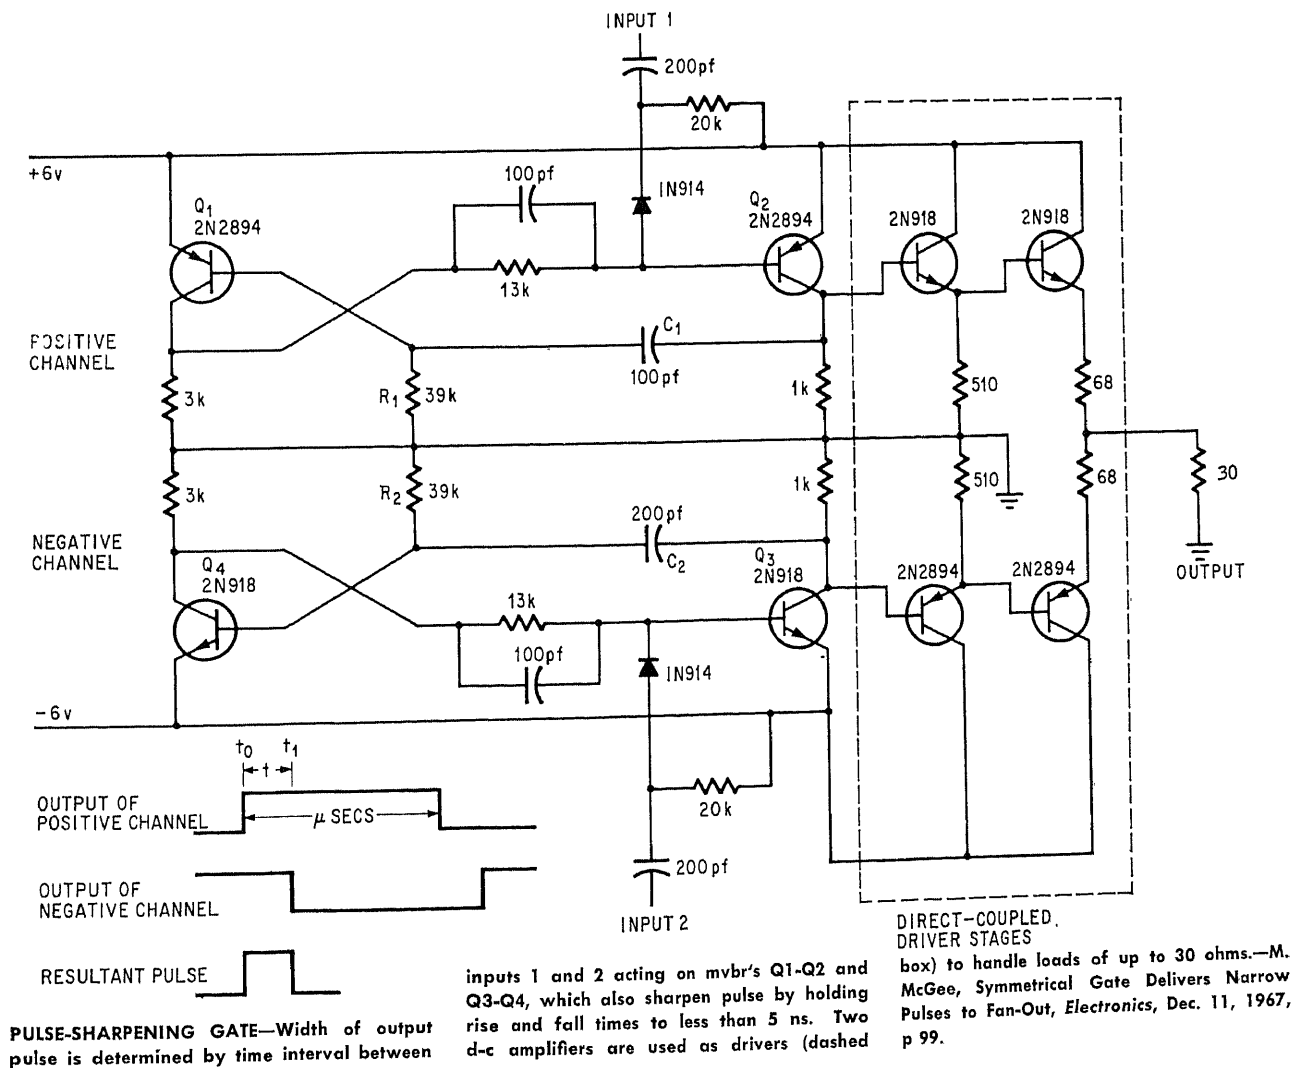 INPUT 1
200pf
20k
+6v
100pf
IN914
Q1
2N2894
Q2
2N2894
2N918
2N918
13k
POSITIVE
CHANNEL
C1
100pf
3k
R1
39k
1k
510
68
3k
R2
39k
1k
510
68
30
200pf
C2
NEGATIVE
CHANNEL
Q4
2N918
Q3
2N918
2N2894
2N2894
OUTPUT
13k
100pf
IN914
-6v
t0
t1
t
20k
OUTPUT OF
POSITIVE CHANNEL
μ SECS
200pf
OUTPUT OF
NEGATIVE CHANNEL
INPUT 2
DIRECT-COUPLED
DRIVER STAGES
RESULTANT PULSE
PULSE-SHARPENING GATE—Width of output
pulse is determined by time interval between
inputs 1 and 2 acting on mvbr's Q1-Q2 and
Q3-Q4, which also sharpen pulse by holding
rise and fall times to less than 5 ns. Two
d-c amplifiers are used as drivers (dashed
box) to handle loads of up to 30 ohms.—M.
McGee, Symmetrical Gate Delivers Narrow
Pulses to Fan-Out, Electronics, Dec. 11, 1967,
p 99.